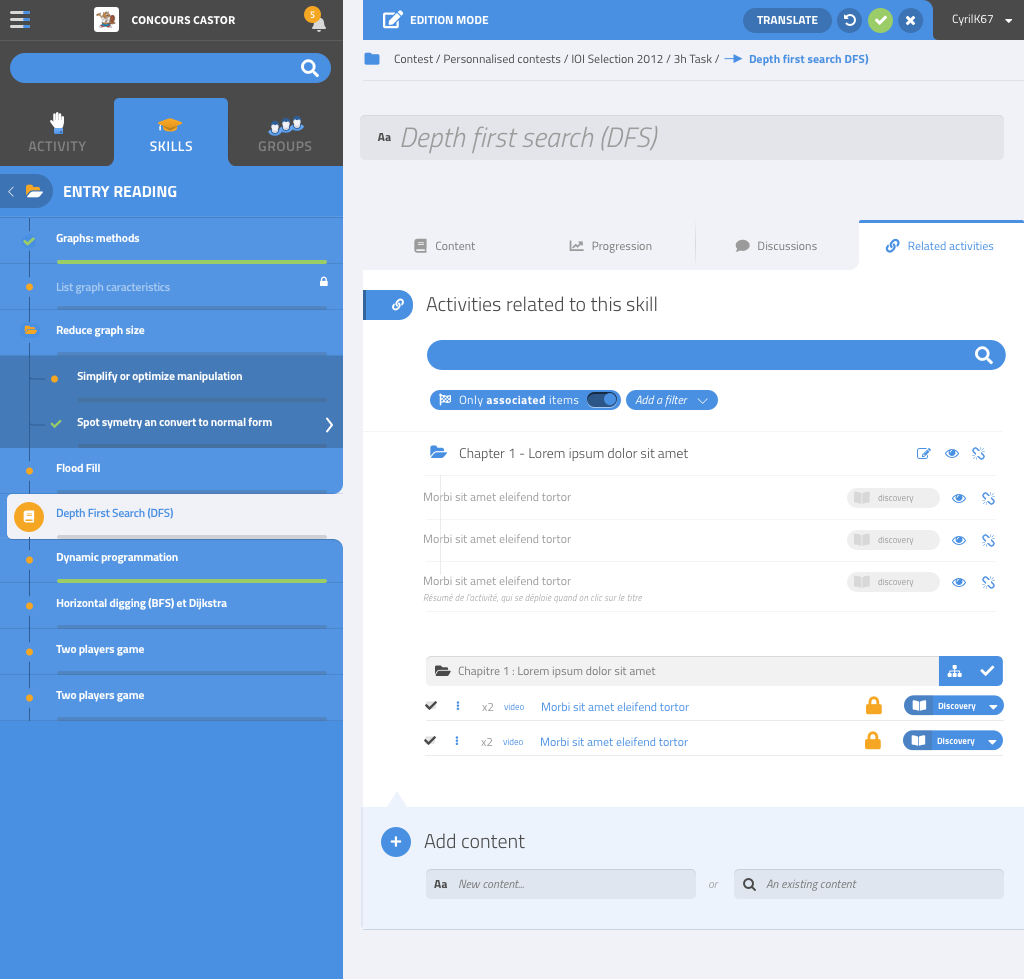 CONCOURS CASTOR
5
EDITION MODE
TRANSLATE
CyrilK67
Contest / Personnalised contests / IOI Selection 2012 / 3h Task / Depth first search DFS)
ACTIVITY
SKILLS
GROUPS
Aa Depth first search (DFS)
ENTRY READING
Graphs: methods
List graph caracteristics
Reduce graph size
Simplify or optimize manipulation
Spot symetry an convert to normal form
Flood Fill
Depth First Search (DFS)
Dynamic programmation
Horizontal digging (BFS) et Dijkstra
Two players game
Two players game
Content
Progression
Discussions
Related activities
Activities related to this skill
Only associated items
Add a filter
Chapter 1 - Lorem ipsum dolor sit amet
Morbi sit amet eleifend tortor discovery
Morbi sit amet eleifend tortor discovery
Morbi sit amet eleifend tortor discovery
Résumé de l'activité, qui se déploie quand on clic sur le titre
Chapitre 1 : Lorem ipsum dolor sit amet
x2 video Morbi sit amet eleifend tortor Discovery
x2 video Morbi sit amet eleifend tortor Discovery
Add content
Aa New content... or An existing content